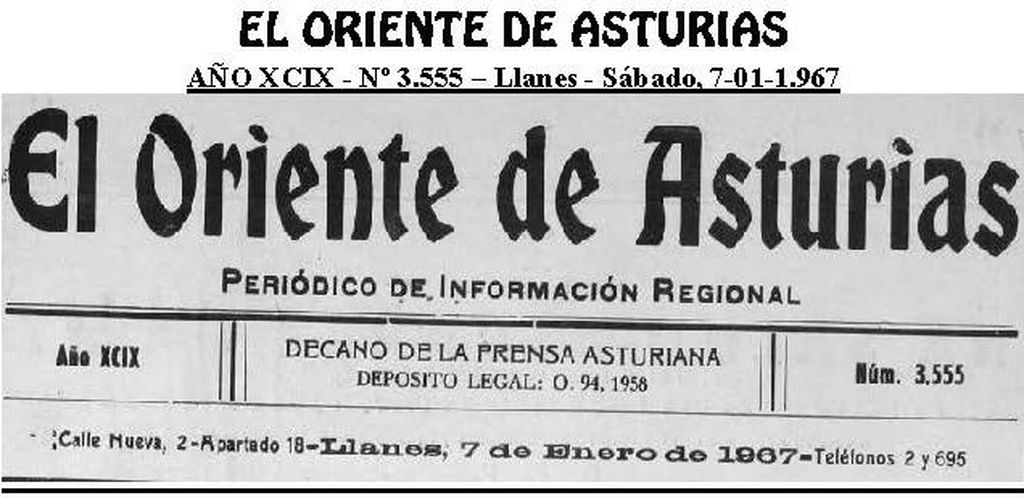 EL ORIENTE DE ASTURIAS
AÑO XCIX - Nº 3.555 – Llanes - Sábado, 7-01-1.967
El Oriente de Asturias
PERIÓDICO DE INFORMACIÓN REGIONAL
Año XCIX
DECANO DE LA PRENSA ASTURIANA
DEPOSITO LEGAL: O. 94, 1958
Núm. 3.555
Calle Nueva, 2-Apartado 18-Llanes, 7 de Enero de 1967-Teléfonos 2 y 695